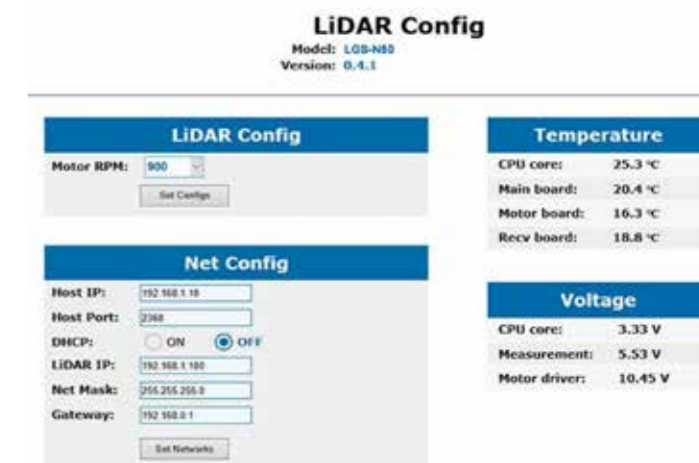 LiDAR Config
Model: LGS-N80
Version: 0.4.1
LiDAR Config
Motor RPM: 900
Set Configs
Net Config
Host IP: 192.168.1.10
Host Port: 2368
DHCP: ON OFF
LiDAR IP: 192.168.1.100
Net Mask: 255.255.255.0
Gateway: 192.168.0.1
Set Networks
Temperature
CPU core: 25.3 ℃
Main board: 20.4 ℃
Motor board: 16.3 ℃
Recv board: 18.8 ℃
Voltage
CPU core: 3.33 V
Measurement: 5.53 V
Motor driver: 10.45 V